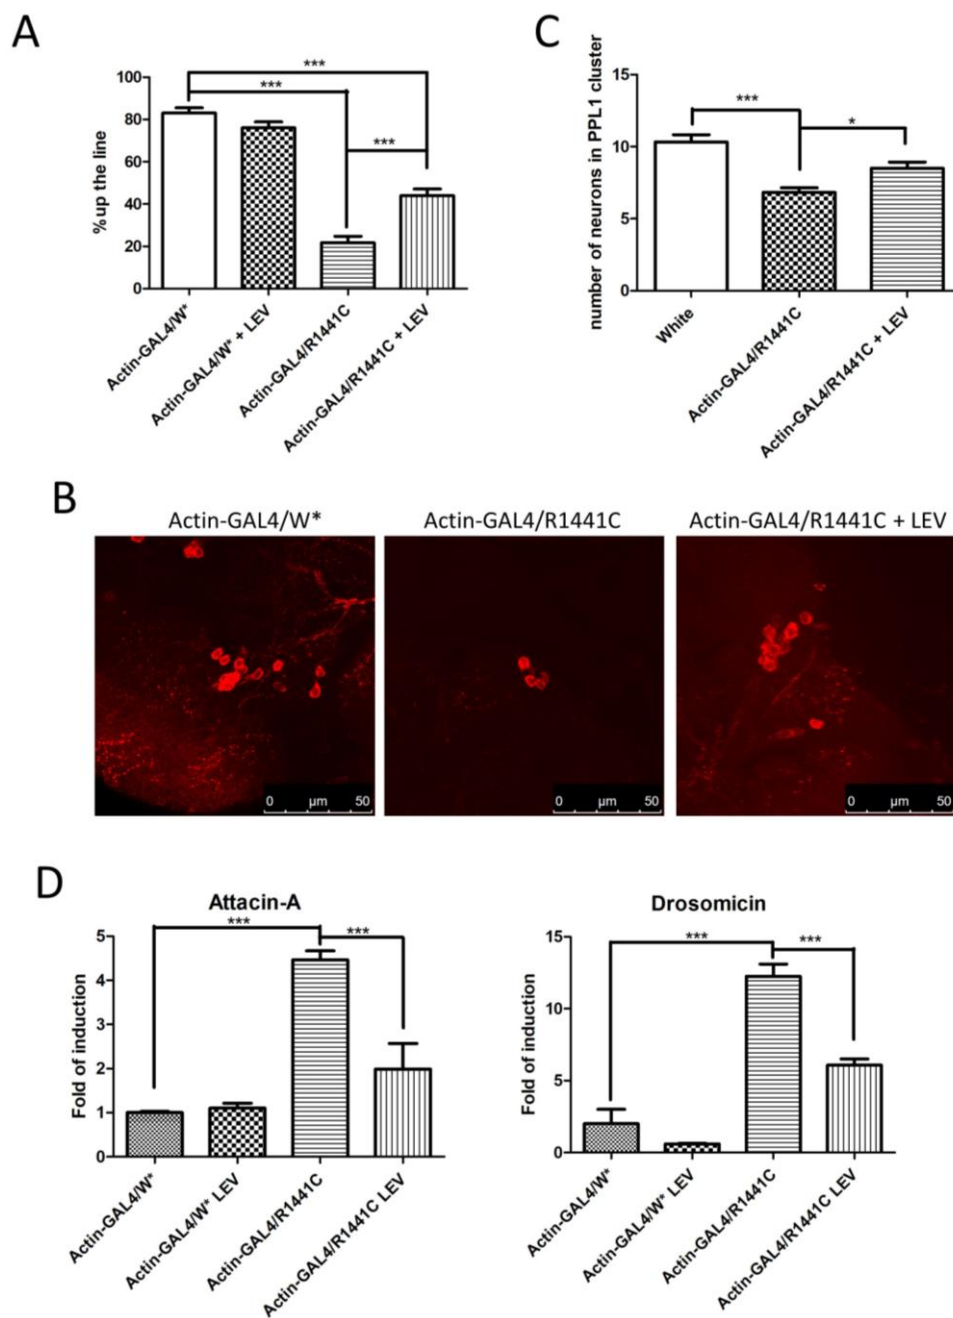 A
***
***
***
100
80
60
40
20
0
%up the line
Actin-GAL4/W*
Actin-GAL4/W* + LEV
Actin-GAL4/R1441C
Actin-GAL4/R1441C + LEV
C
***
*
15
10
5
0
number of neurons in PPL1 cluster
White
Actin-GAL4/R1441C
Actin-GAL4/R1441C + LEV
B
Actin-GAL4/W*
Actin-GAL4/R1441C
Actin-GAL4/R1441C + LEV
0 µm 50
0 µm 50
0 µm 50
D
Attacin-A
***
***
5
4
3
2
1
0
Fold of induction
Actin-GAL4/W*
Actin-GAL4/W* LEV
Actin-GAL4/R1441C
Actin-GAL4/R1441C LEV
Drosomicin
***
***
15
10
5
0
Fold of induction
Actin-GAL4/W*
Actin-GAL4/W* LEV
Actin-GAL4/R1441C
Actin-GAL4/R1441C LEV